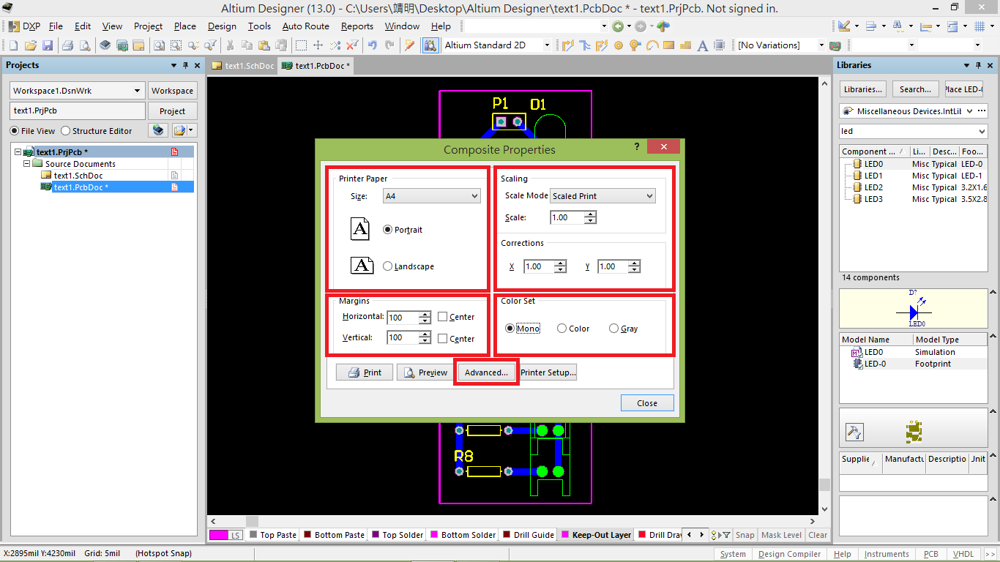 Altium Designer (13.0) - C:\Users\靖明\Desktop\Altium Designer\text1.PcbDoc * - text1.PrjPcb. Not signed in.
DXP File Edit View Project Place Design Tools Auto Route Reports Window Help
Altium Standard 2D [No Variations]
Projects
Workspace1.DsnWrk Workspace
text1.PrjPcb Project
File View Structure Editor
text1.PrjPcb *
Source Documents
text1.SchDoc
text1.PcbDoc *
text1.SchDoc text1.PcbDoc *
P1 D1
Composite Properties ?
Printer Paper
Size: A4
A Portrait
A Landscape
Scaling
Scale Mode Scaled Print
Scale: 1.00
Corrections
X 1.00 Y 1.00
Margins
Horizontal: 100 Center
Vertical: 100 Center
Color Set
Mono Color Gray
Print Preview Advanced... Printer Setup...
Close
R8
LS Top Paste Bottom Paste Top Solder Bottom Solder Drill Guide Keep-Out Layer Drill Drav Snap Mask Level Clear
Libraries
Libraries... Search... Place LED-
Miscellaneous Devices.IntLib
led
Component ... Li... Desc... Foo...
LED0 Misc Typical LED-0
LED1 Misc Typical LED-1
LED2 Misc Typical 3.2X1.6
LED3 Misc Typical 3.5X2.8
14 components
D?
LED0
Model Name Model Type
LED0 Simulation
LED-0 Footprint
Supplie Manufactu Descriptio Jnit
X:2895mil Y:4230mil Grid: 5mil (Hotspot Snap) System Design Compiler Help Instruments PCB VHDL >>